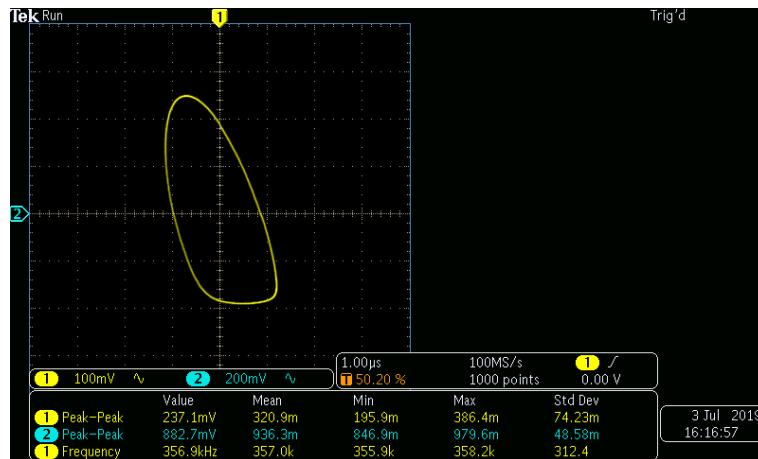 Tek Run Trig'd
1
2
1 100mV 2 200mV
1.00µs 100MS/s 1
T 50.20 % 1000 points 0.00 V
Value Mean Min Max Std Dev
1 Peak-Peak 237.1mV 320.9m 195.9m 386.4m 74.23m
2 Peak-Peak 882.7mV 936.3m 846.9m 979.6m 48.58m
1 Frequency 356.9kHz 357.0k 355.9k 358.2k 312.4
3 Jul 2019
16:16:57